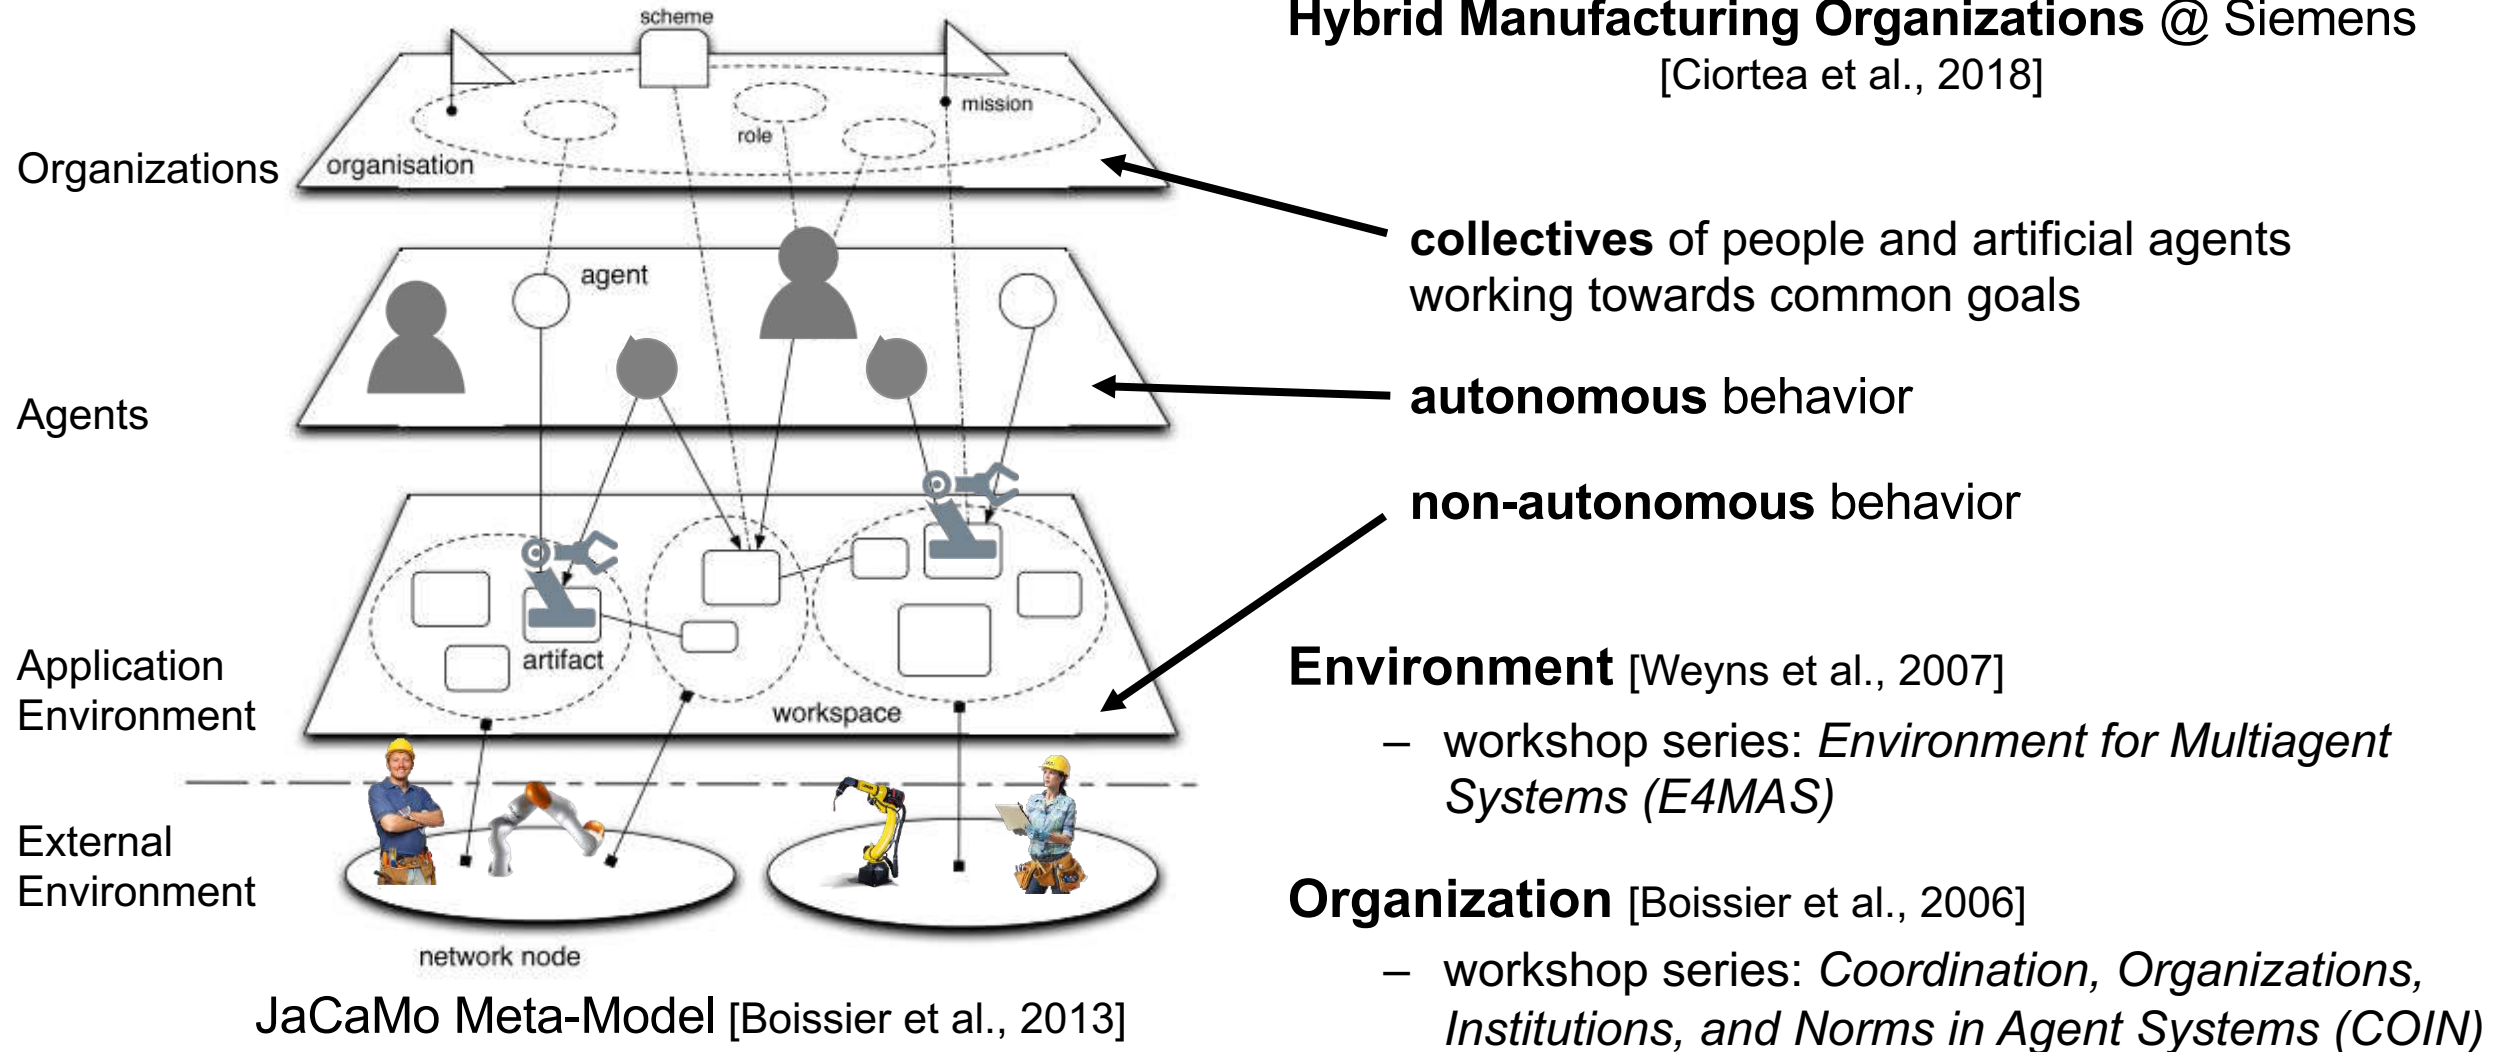 scheme
mission
role
organisation
Organizations
agent
Agents
artifact
workspace
Application
Environment
External
Environment
network node
JaCaMo Meta-Model [Boissier et al., 2013]
Hybrid Manufacturing Organizations @ Siemens
[Ciortea et al., 2018]
collectives of people and artificial agents
working towards common goals
autonomous behavior
non-autonomous behavior
Environment [Weyns et al., 2007]
– workshop series: Environment for Multiagent
Systems (E4MAS)
Organization [Boissier et al., 2006]
– workshop series: Coordination, Organizations,
Institutions, and Norms in Agent Systems (COIN)